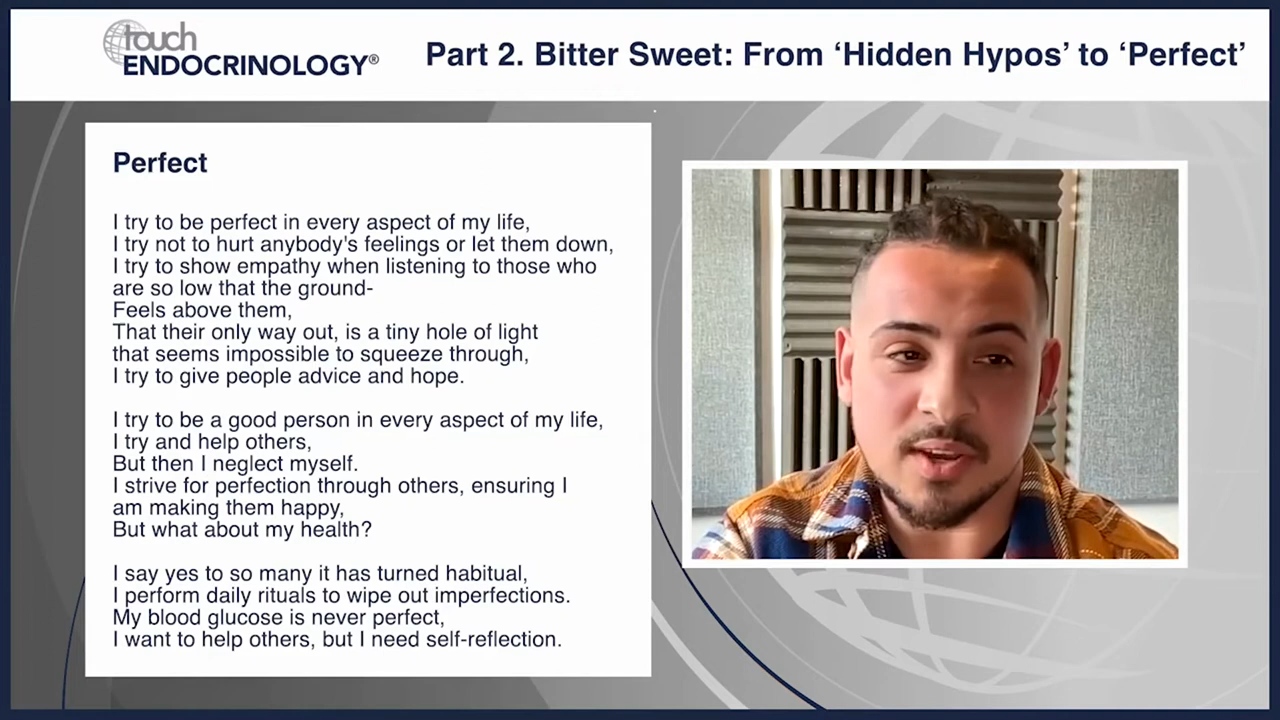 touch
ENDOCRINOLOGY®
Part 2. Bitter Sweet: From ‘Hidden Hypos’ to ‘Perfect’
Perfect
I try to be perfect in every aspect of my life,
I try not to hurt anybody's feelings or let them down,
I try to show empathy when listening to those who
are so low that the ground-
Feels above them,
That their only way out, is a tiny hole of light
that seems impossible to squeeze through,
I try to give people advice and hope.
I try to be a good person in every aspect of my life,
I try and help others,
But then I neglect myself.
I strive for perfection through others, ensuring I
am making them happy,
But what about my health?
I say yes to so many it has turned habitual,
I perform daily rituals to wipe out imperfections.
My blood glucose is never perfect,
I want to help others, but I need self-reflection.